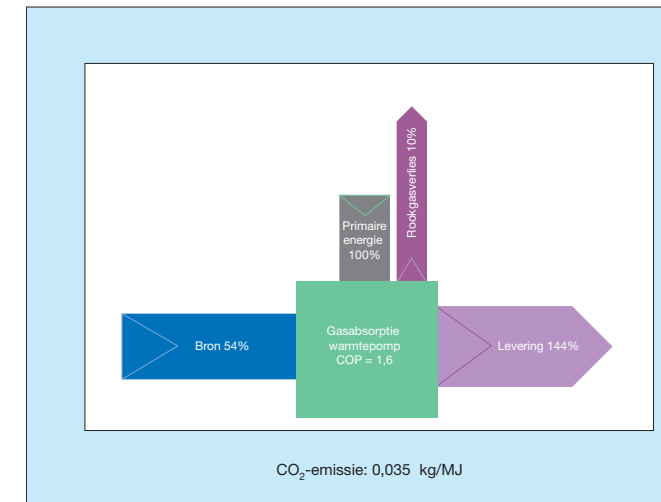 Rookgasverlies 10%
Primaire
energie
100%
Bron 54%
Gasabsorptie
warmtepomp
COP = 1,6
Levering 144%
CO₂-emissie: 0,035 kg/MJ